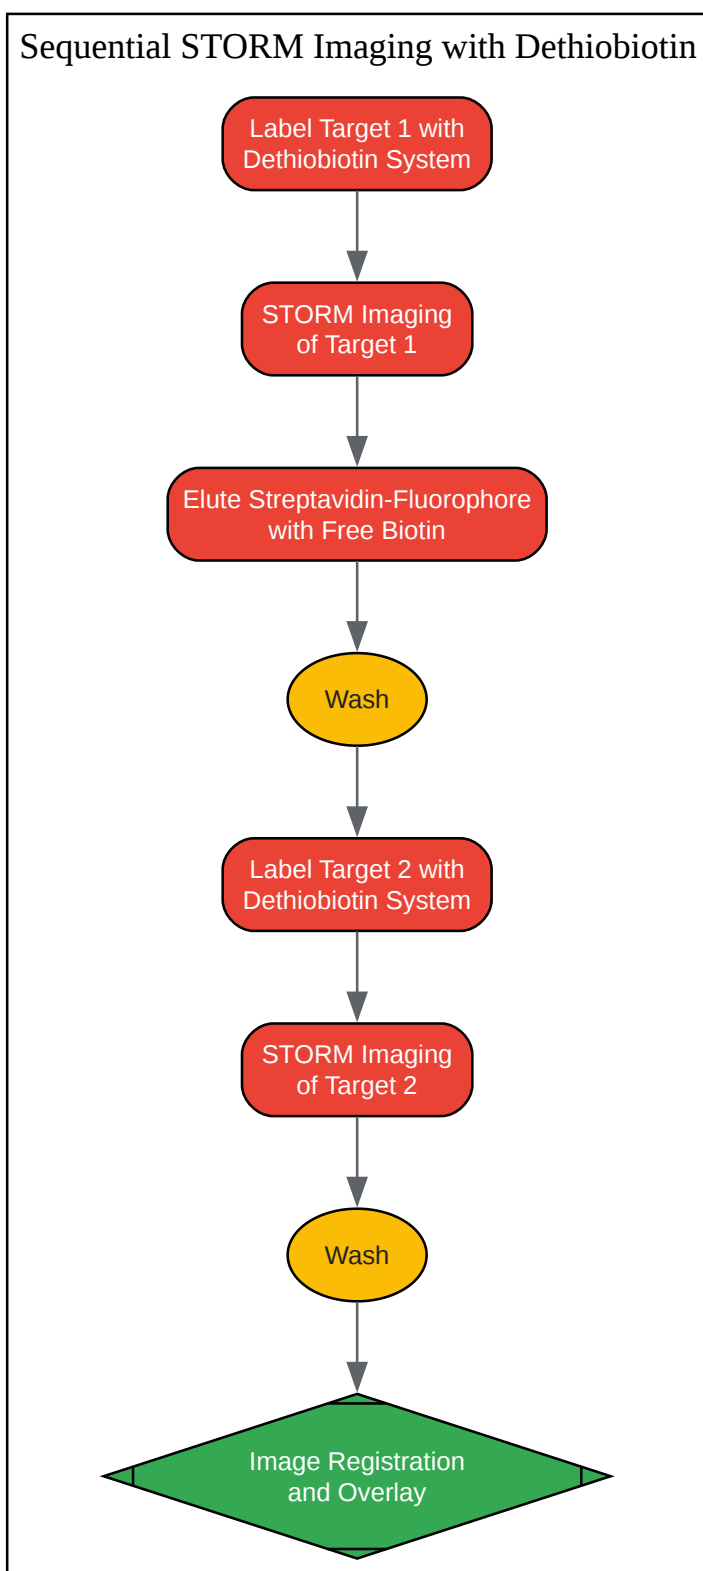 Sequential STORM Imaging with Dethiobiotin
Label Target 1 with
Dethiobiotin System
STORM Imaging
of Target 1
Elute Streptavidin-Fluorophore
with Free Biotin
Wash
Label Target 2 with
Dethiobiotin System
STORM Imaging
of Target 2
Wash
Image Registration
and Overlay